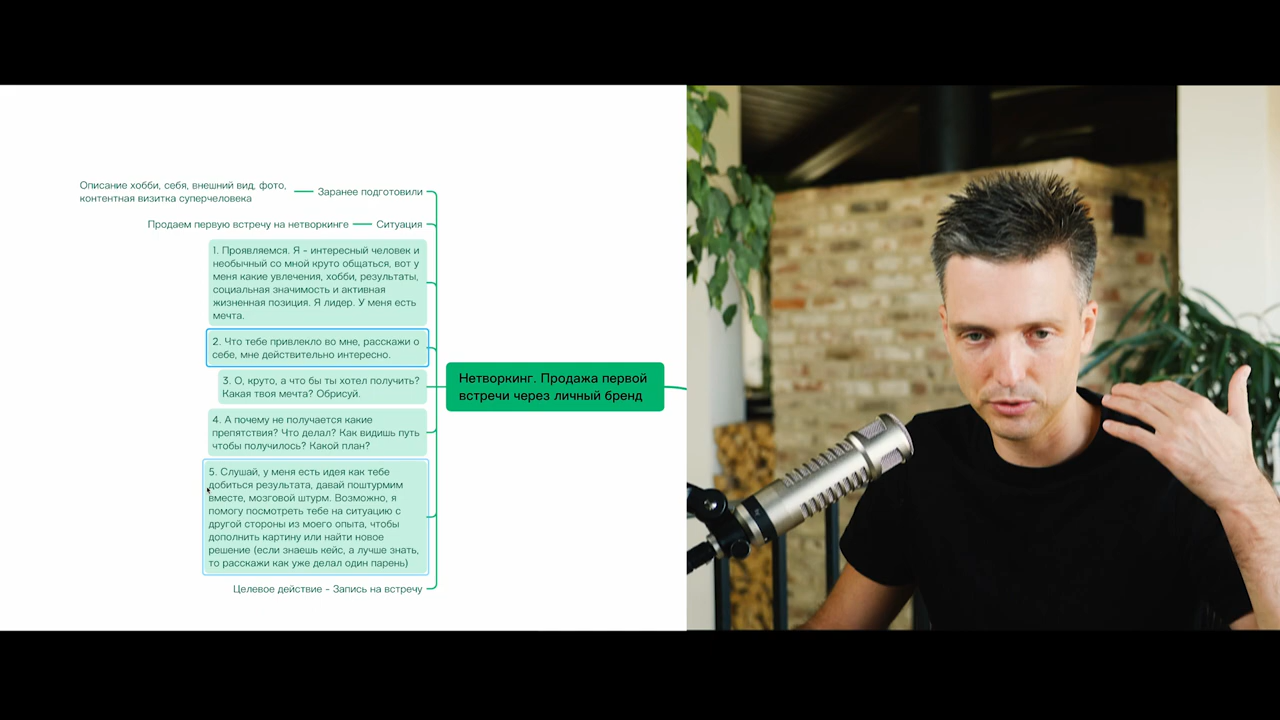 Описание хобби, себя, внешний вид, фото,
контентная визитка суперчеловека
Заранее подготовили
Продаем первую встречу на нетворкинге
Ситуация
1. Проявляемся. Я - интересный человек и
необычный со мной круто общаться, вот у
меня какие увлечения, хобби, результаты,
социальная значимость и активная
жизненная позиция. Я лидер. У меня есть
мечта.
2. Что тебе привлекло во мне, расскажи о
себе, мне действительно интересно.
3. О, круто, а что бы ты хотел получить?
Какая твоя мечта? Обрисуй.
4. А почему не получается какие
препятствия? Что делал? Как видишь путь
чтобы получилось? Какой план?
5. Слушай, у меня есть идея как тебе
добиться результата, давай поштурмим
вместе, мозговой штурм. Возможно, я
помогу посмотреть тебе на ситуацию с
другой стороны из моего опыта, чтобы
дополнить картину или найти новое
решение (если знаешь кейс, а лучше знать,
то расскажи как уже делал один парень)
Целевое действие - Запись на встречу
Нетворкинг. Продажа первой
встречи через личный бренд